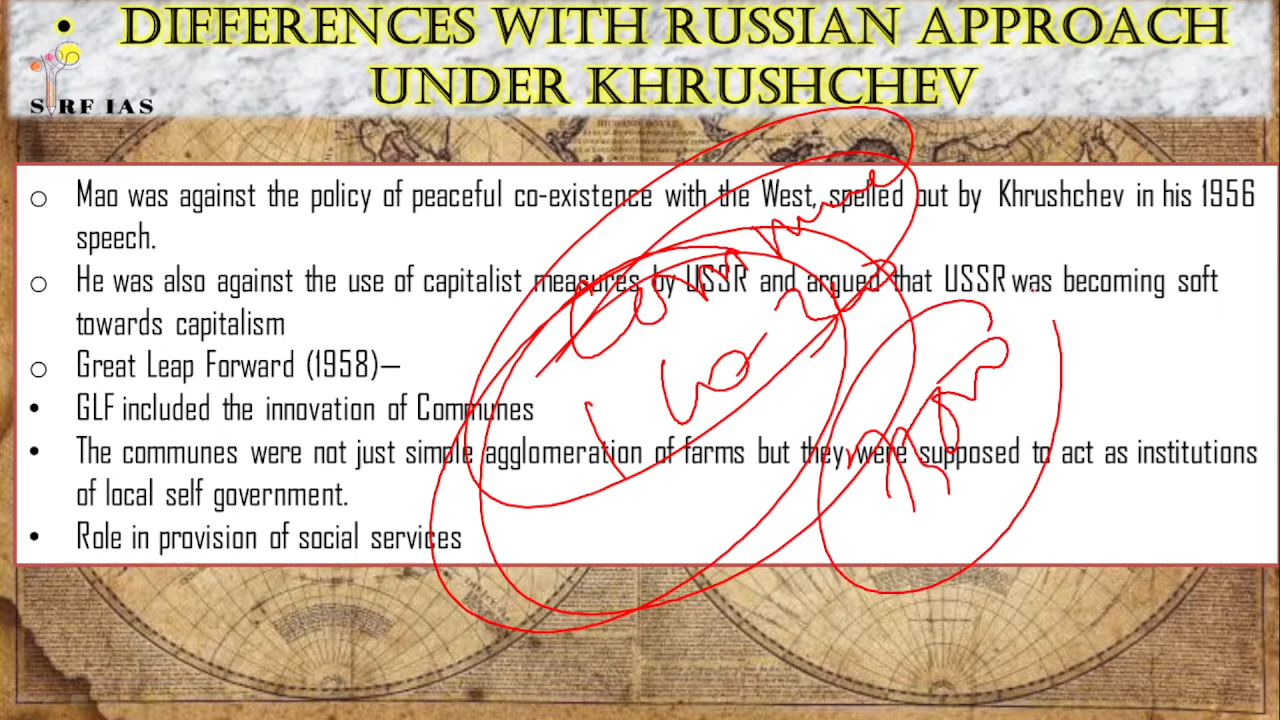 • DIFFERENCES WITH RUSSIAN APPROACH
UNDER KHRUSHCHEV
SIRF IAS
o Mao was against the policy of peaceful co-existence with the West, spelled out by Khrushchev in his 1956
speech.
o He was also against the use of capitalist measures by USSR and argued that USSR was becoming soft
towards capitalism
o Great Leap Forward (1958)—
• GLF included the innovation of Communes
• The communes were not just simple agglomeration of farms but they were supposed to act as institutions
of local self government.
• Role in provision of social services
Commune